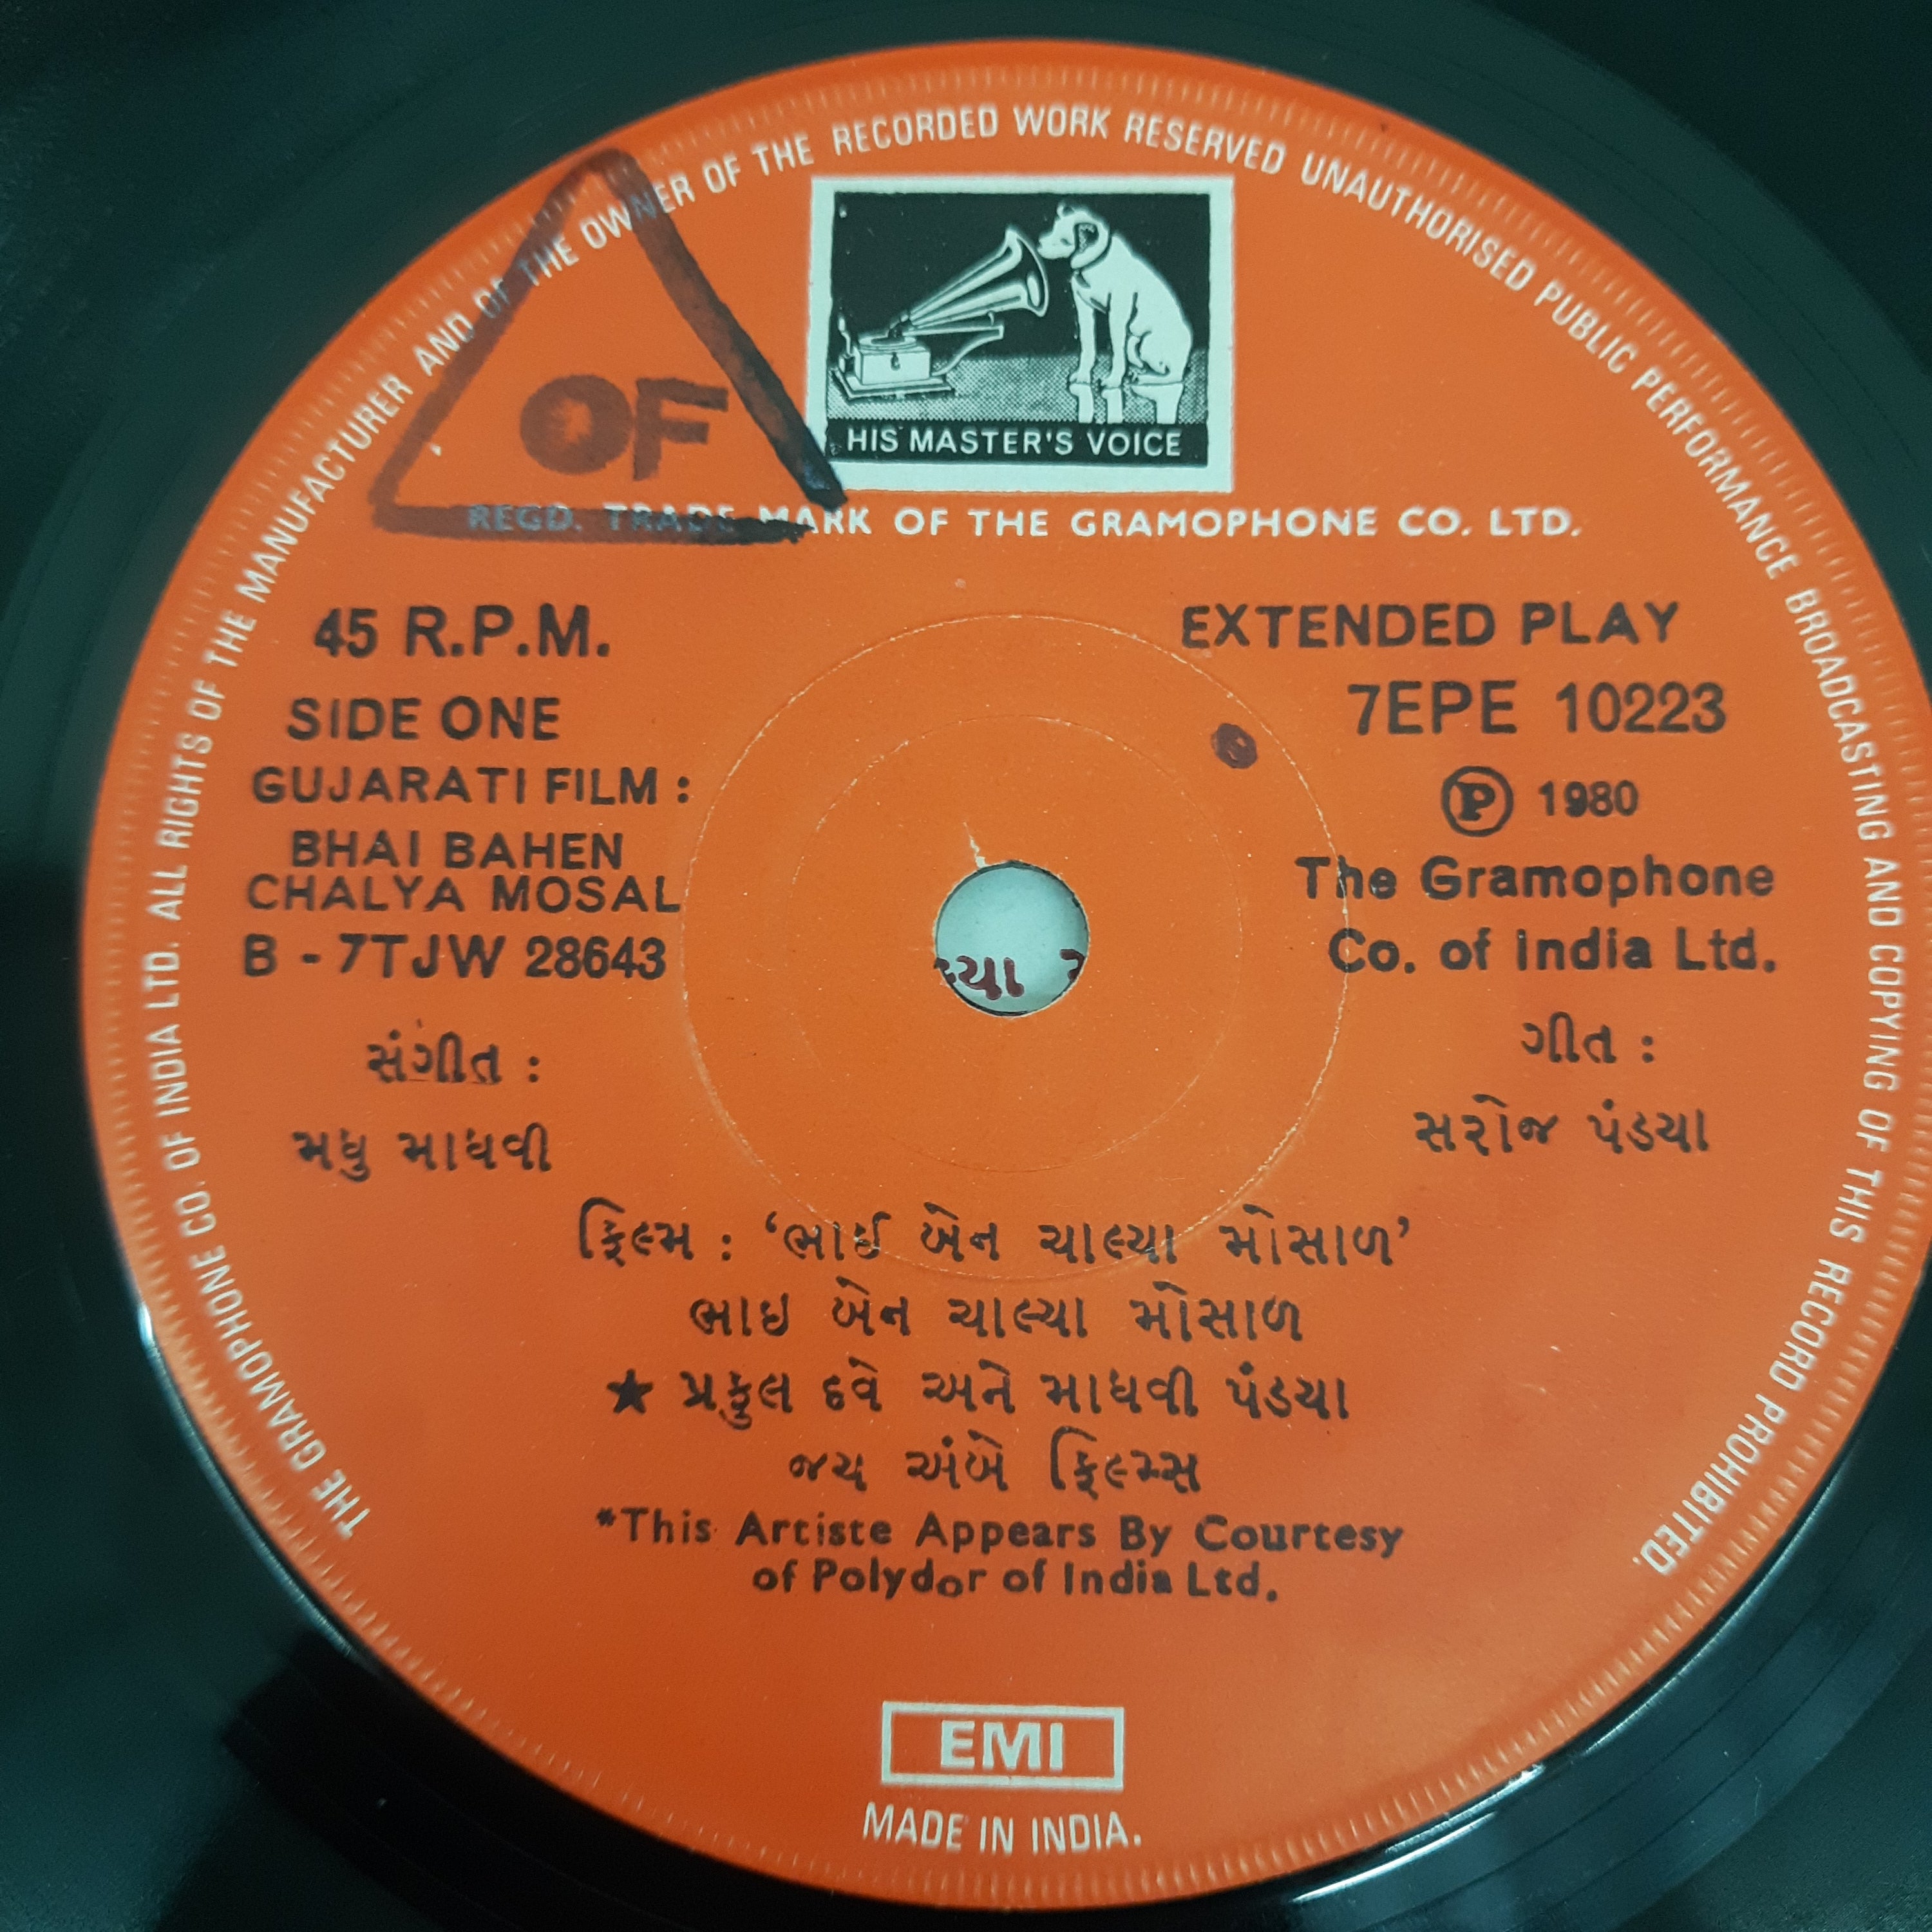 THE GRAMOPHONE CO. OF INDIA LTD. ALL RIGHTS OF THE MANUFACTURER AND OF THE OWNER OF THE RECORDED WORK RESERVED UNAUTHORISED PUBLIC PERFORMANCE BROADCASTING AND COPYING OF THIS RECORD PROHIBITED.
OF
HIS MASTER'S VOICE
REGD. TRADE MARK OF THE GRAMOPHONE CO. LTD.
45 R.P.M.
SIDE ONE
GUJARATI FILM :
BHAI BAHEN
CHALYA MOSAL
B - 7TJW 28643
EXTENDED PLAY
7EPE 10223
Ⓟ 1980
The Gramophone
Co. of India Ltd.
સંગીત :
મધુ માધવી
ગીત :
સરોજ પંડયા
ફિલ્મ : ‘ભાઈ બેન ચાલ્યા મોસાળ’
ભાઇ બેન ચાલ્યા મોસાળ
★ પ્રફુલ દવે અને માધવી પંડયા
જય અંબે ફિલ્મ્સ
*This Artiste Appears By Courtesy
of Polydor of India Ltd.
EMI
MADE IN INDIA.